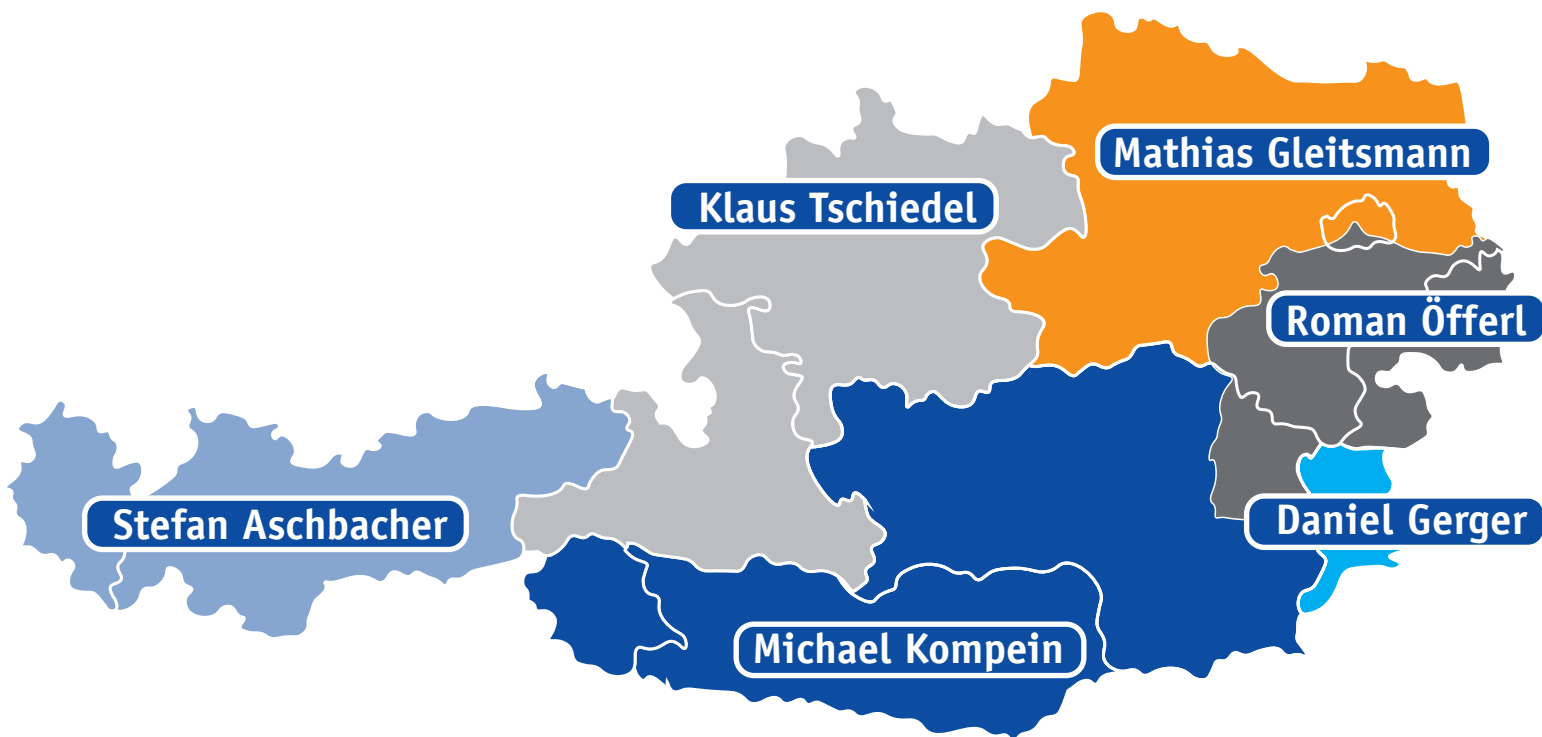 Mathias Gleitsmann
Klaus Tschiedel
Roman Öfferl
Stefan Aschbacher
Daniel Gerger
Michael Kompein